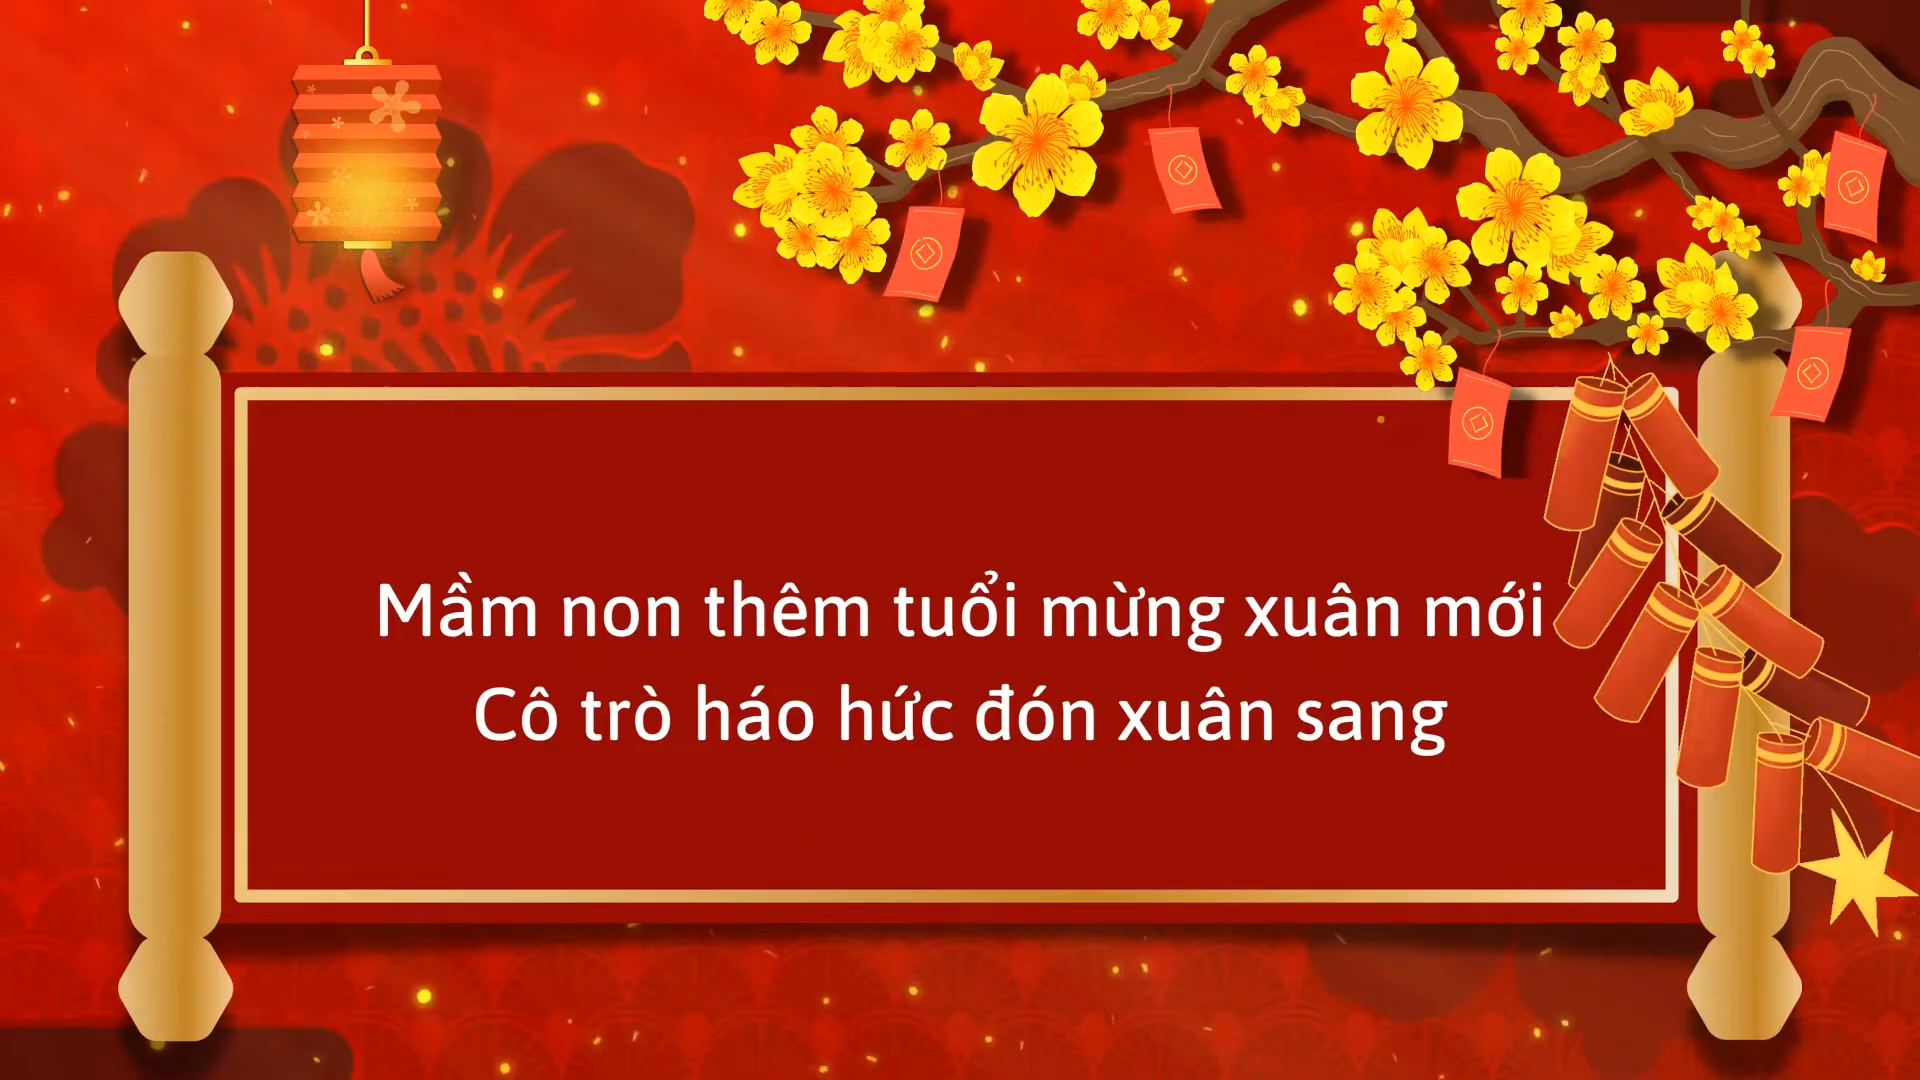 Mầm non thêm tuổi mừng xuân mới
Cô trò háo hức đón xuân sang